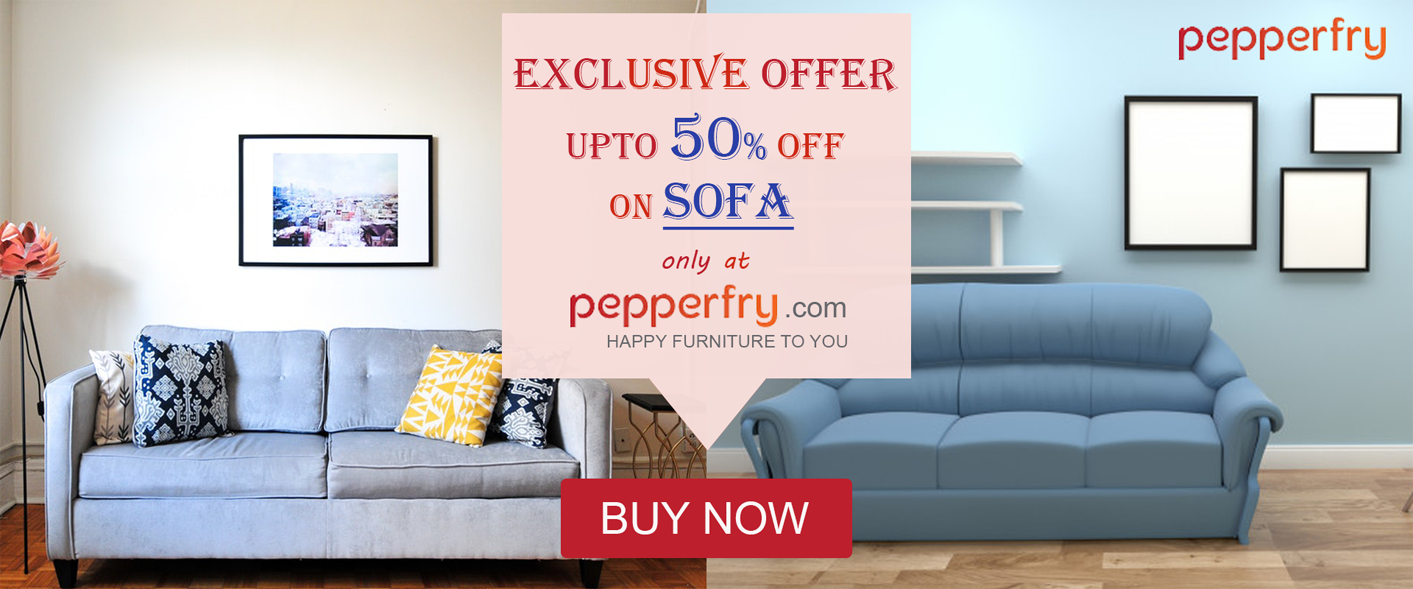 pepperfry
EXCLUSIVE OFFER
UPTO 50% OFF
ON SOFA
only at
pepperfry.com
HAPPY FURNITURE TO YOU
BUY NOW